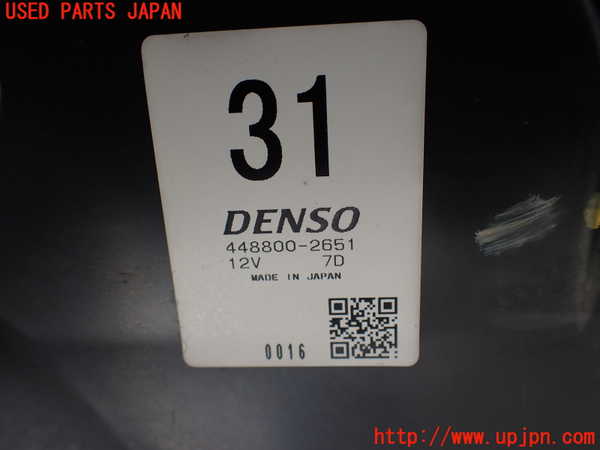 USED PARTS JAPAN
31
DENSO
448800-2651
12V 7D
MADE IN JAPAN
0016
http://www.upjpn.com/